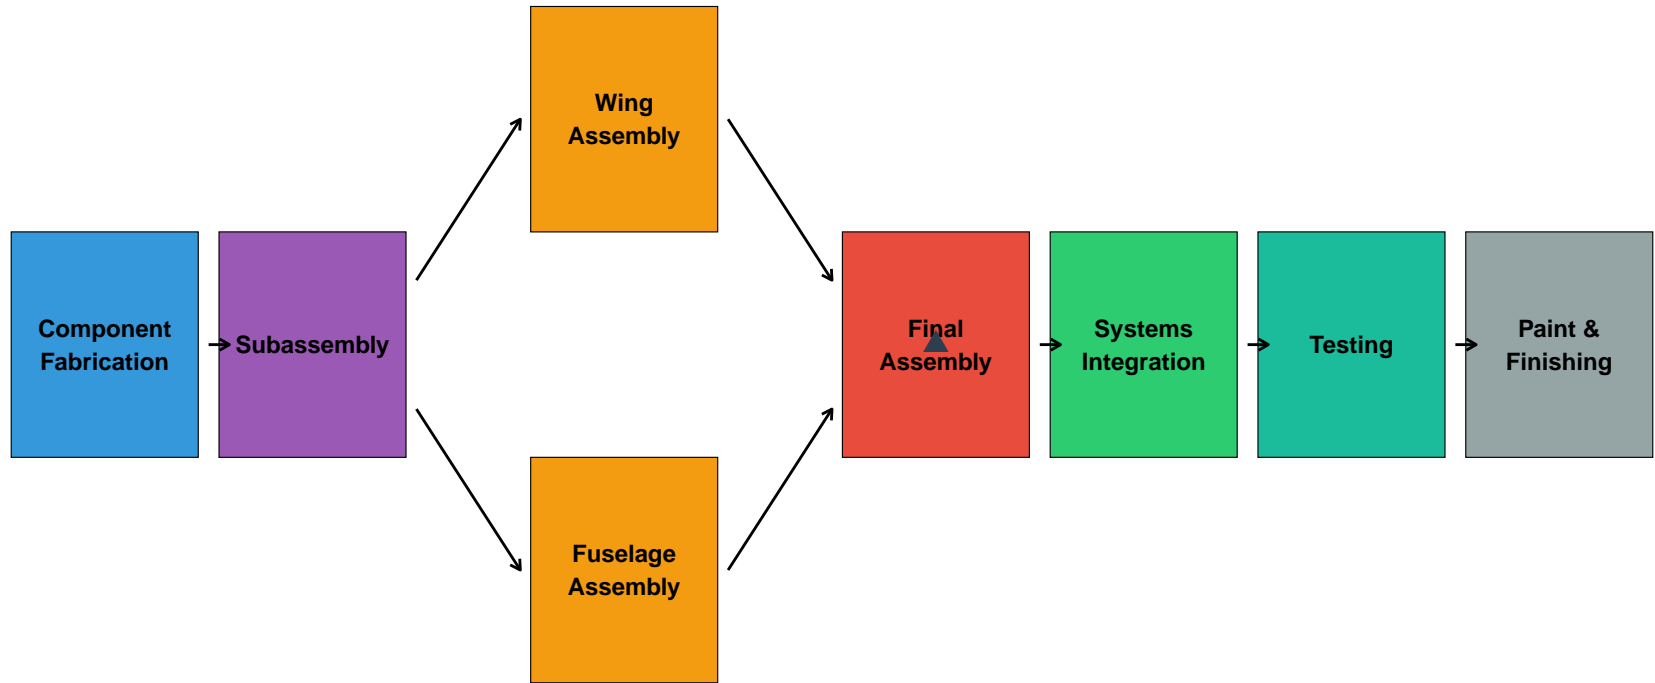 Wing
Assembly
Component
Fabrication
Subassembly
Final
Assembly
Systems
Integration
Testing
Paint &
Finishing
Fuselage
Assembly